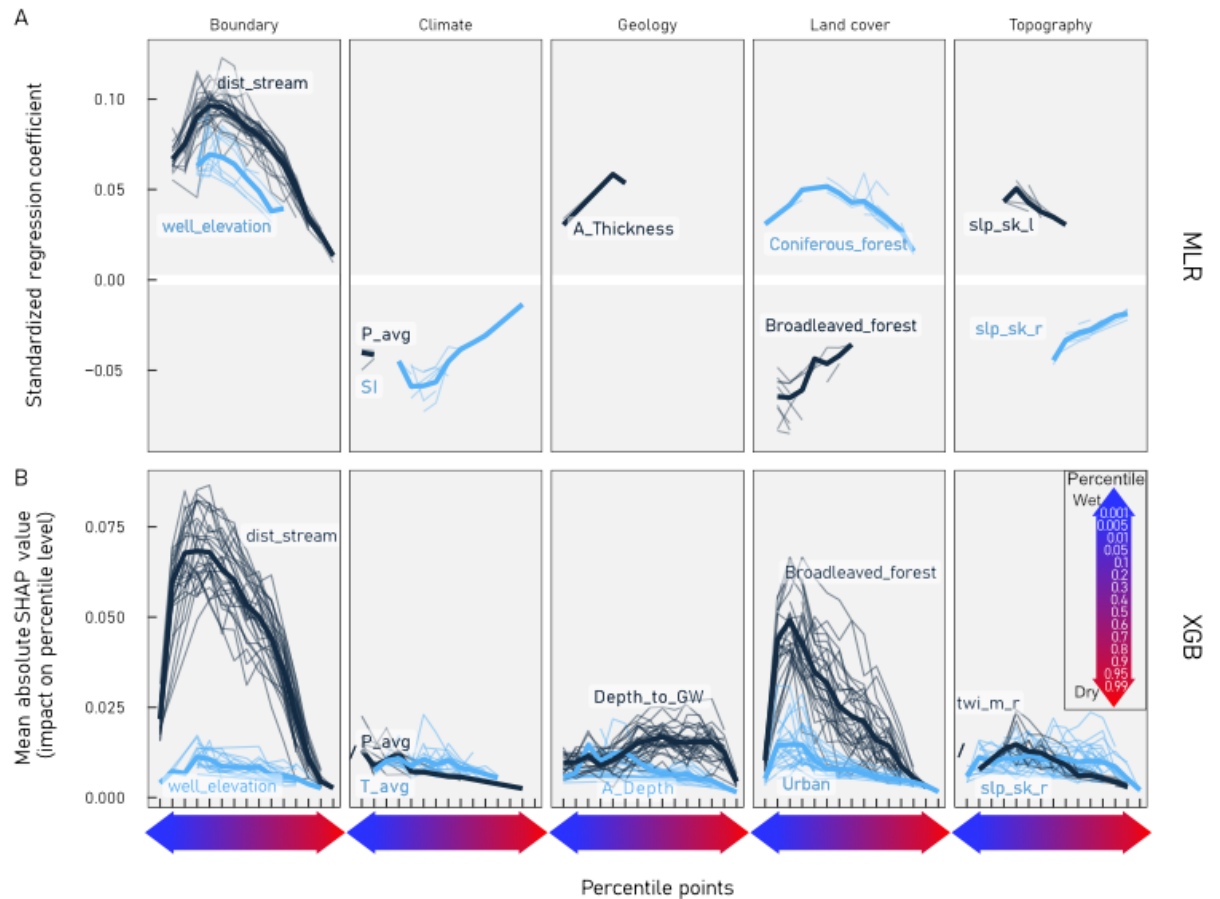 A
Boundary
Climate
Geology
Land cover
Topography
Standardized regression coefficient
0.10
0.05
0.00
−0.05
dist_stream
well_elevation
P_avg
SI
A_Thickness
Coniferous_forest
Broadleaved_forest
slp_sk_l
slp_sk_r
MLR
B
Mean absolute SHAP value
(impact on percentile level)
0.075
0.050
0.025
0.000
dist_stream
well_elevation
P_avg
T_avg
Depth_to_GW
A_Depth
Broadleaved_forest
Urban
twi_m_r
slp_sk_r
Percentile
Wet
0.001
0.005
0.01
0.05
0.1
0.2
0.3
0.4
0.5
0.6
0.7
0.8
0.9
0.95
0.99
Dry
XGB
Percentile points